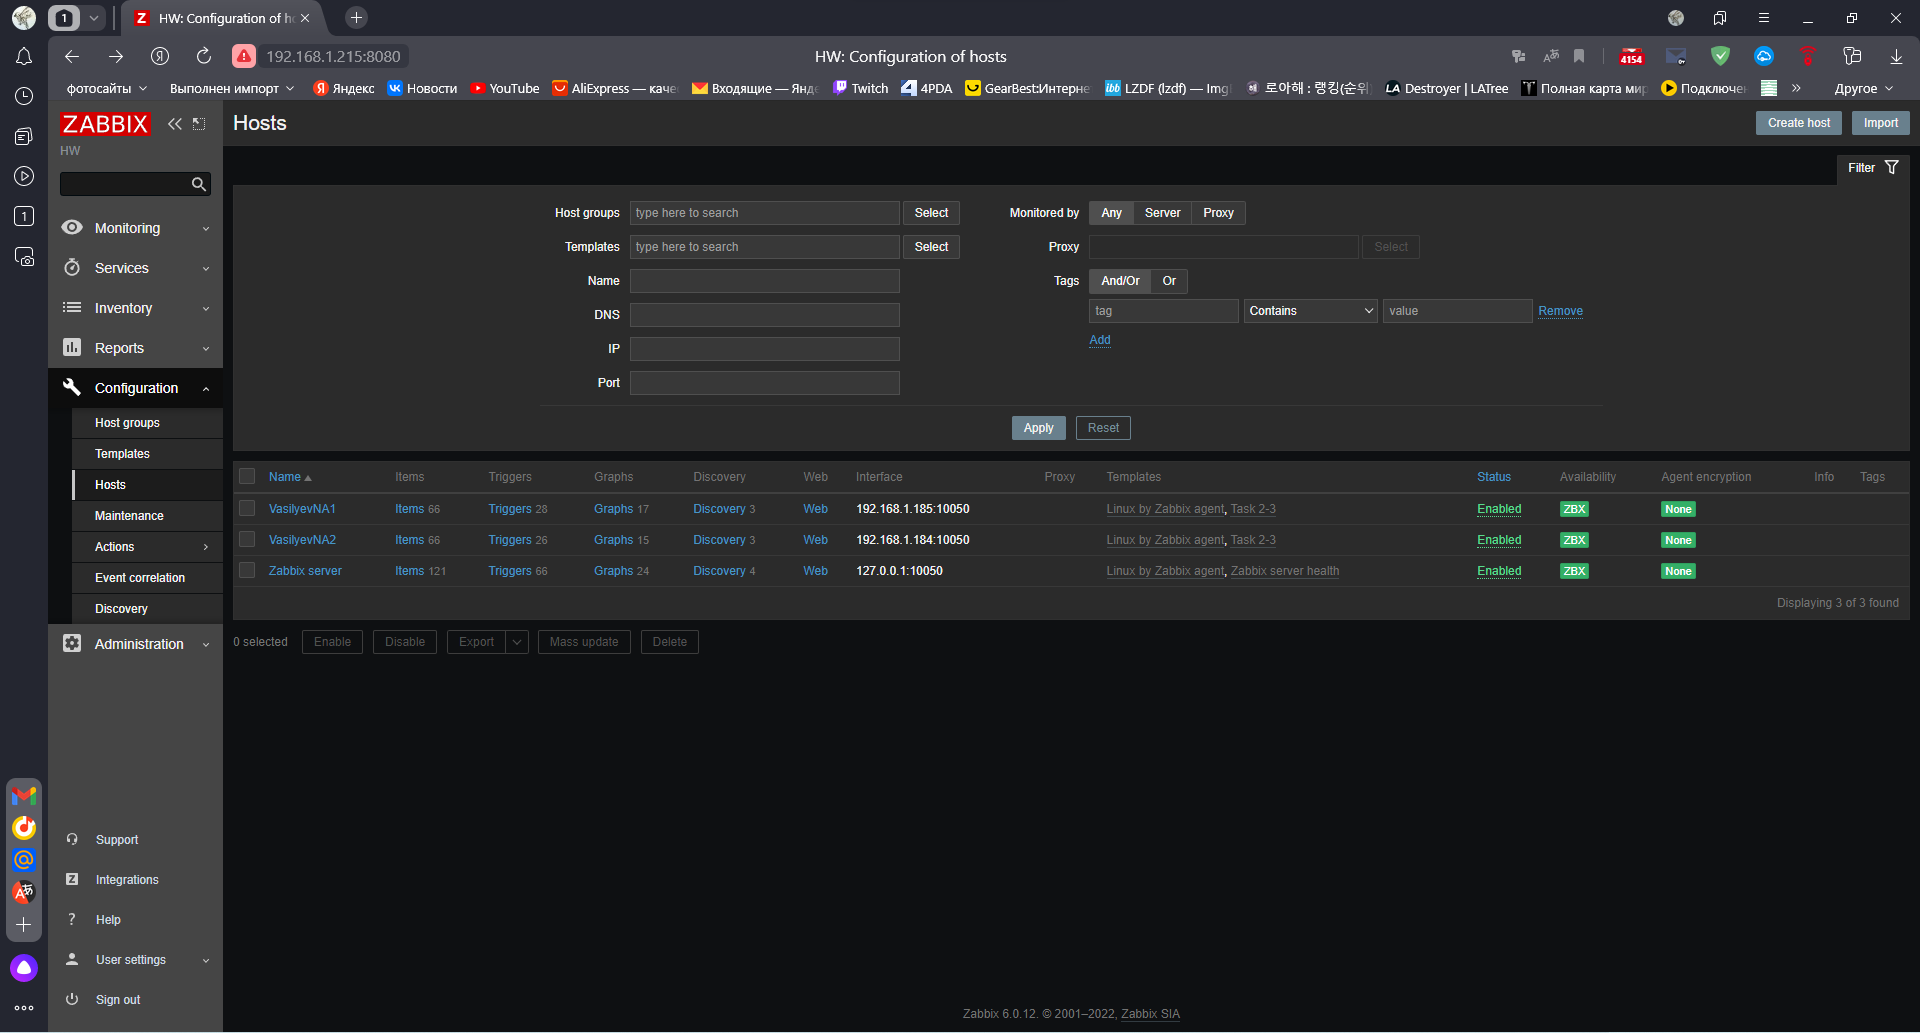 1
HW: Configuration of h
192.168.1.215:8080
HW: Configuration of hosts
4154
фотосайты
Выполнен импорт
Яндекс
Новости
YouTube
AliExpress — каче
Входящие — Янд
Twitch
4PDA
GearBest:Интерне
LZDF (lzdf) — Img
로아해 : 랭킹(순위
LA Destroyer | LATree
Полная карта мир
Подключен
Другое
ZABBIX
HW
Hosts
Create host
Import
Filter
Monitoring
Services
1
Inventory
Reports
Configuration
Host groups
Templates
Hosts
Maintenance
Actions
Event correlation
Discovery
Administration
Support
Integrations
Help
User settings
Sign out
Host groups type here to search Select
Templates type here to search Select
Name
DNS
IP
Port
Monitored by Any Server Proxy
Proxy Select
Tags And/Or Or
tag Contains value Remove
Add
Apply Reset
Name Items Triggers Graphs Discovery Web Interface Proxy Templates Status Availability Agent encryption Info Tags
VasilyevNA1 Items 66 Triggers 28 Graphs 17 Discovery 3 Web 192.168.1.185:10050 Linux by Zabbix agent, Task 2-3 Enabled ZBX None
VasilyevNA2 Items 66 Triggers 26 Graphs 15 Discovery 3 Web 192.168.1.184:10050 Linux by Zabbix agent, Task 2-3 Enabled ZBX None
Zabbix server Items 121 Triggers 66 Graphs 24 Discovery 4 Web 127.0.0.1:10050 Linux by Zabbix agent, Zabbix server health Enabled ZBX None
Displaying 3 of 3 found
0 selected Enable Disable Export Mass update Delete
Zabbix 6.0.12. © 2001–2022, Zabbix SIA